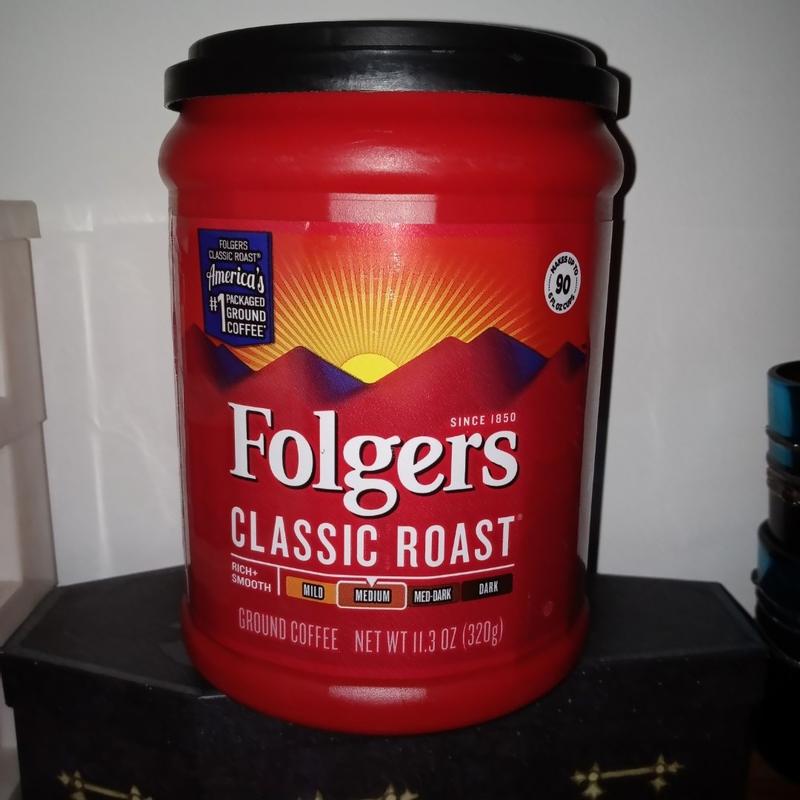 FOLGERS
CLASSIC ROAST®
America's
#1 PACKAGED
GROUND
COFFEE*
MAKES UP TO
90
6 FL OZ CUPS
SINCE 1850
Folgers
CLASSIC ROAST®
RICH+
SMOOTH
MILD MEDIUM MED-DARK DARK
GROUND COFFEE NET WT 11.3 OZ (320g)